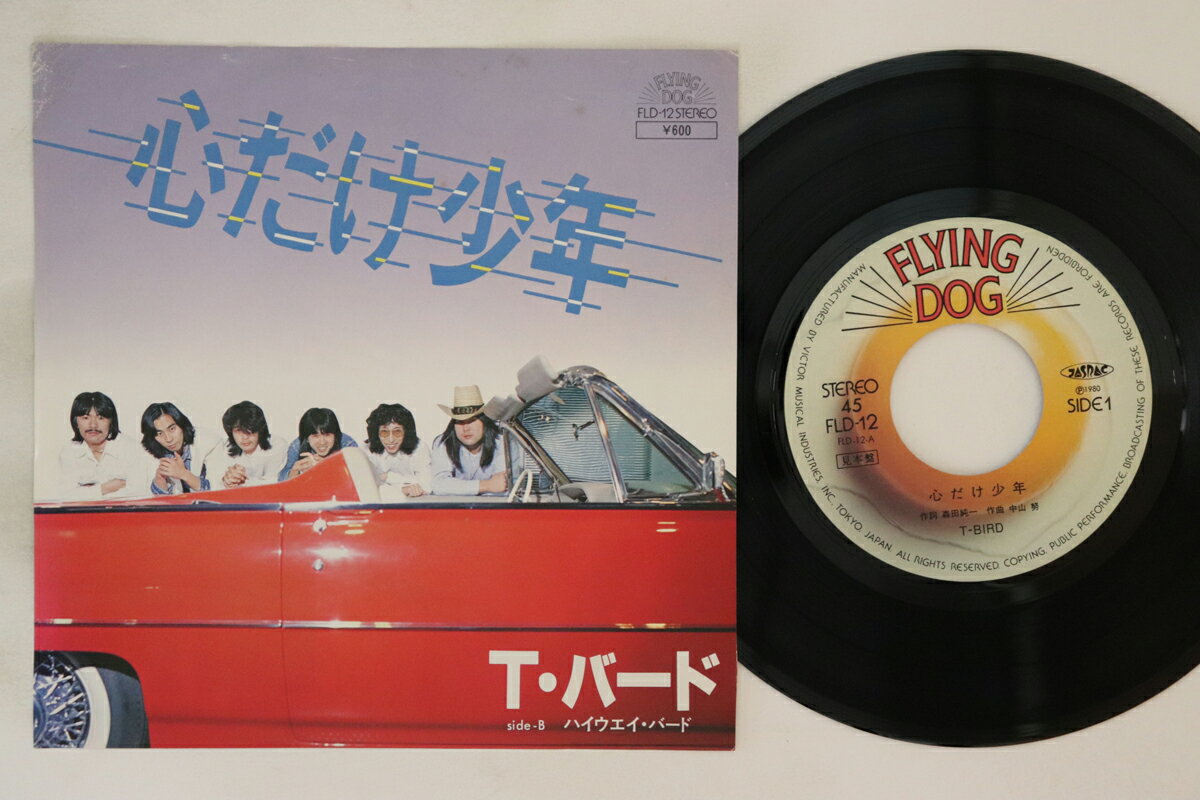 心だけ少年
FLYING
DOG
FLD-12 STEREO
¥600
T・バード
side-B ハイウエイ・バード
FLYING
DOG
STEREO
45
FLD-12
FLD-12-A
見本盤
JASRAC
Ⓟ1980
SIDE 1
心だけ少年
作詞 森田純一 作曲 中山 努
T-BIRD
MANUFACTURED BY VICTOR MUSICAL INDUSTRIES, INC. TOKYO, JAPAN. ALL RIGHTS RESERVED. COPYING, PUBLIC PERFORMANCE, BROADCASTING OF THESE RECORDS ARE FORBIDDEN